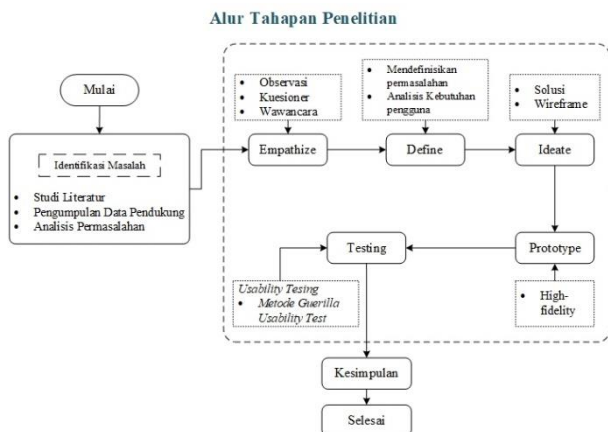 Alur Tahapan Penelitian
Mulai
Identifikasi Masalah
• Studi Literatur
• Pengumpulan Data Pendukung
• Analisis Permasalahan
• Observasi
• Kuesioner
• Wawancara
Empathize
• Mendefinisikan
permasalahan
• Analisis Kebutuhan
pengguna
Define
• Solusi
• Wireframe
Ideate
Prototype
• High-
fidelity
Testing
Usability Tesing
• Metode Guerilla
Usability Test
Kesimpulan
Selesai